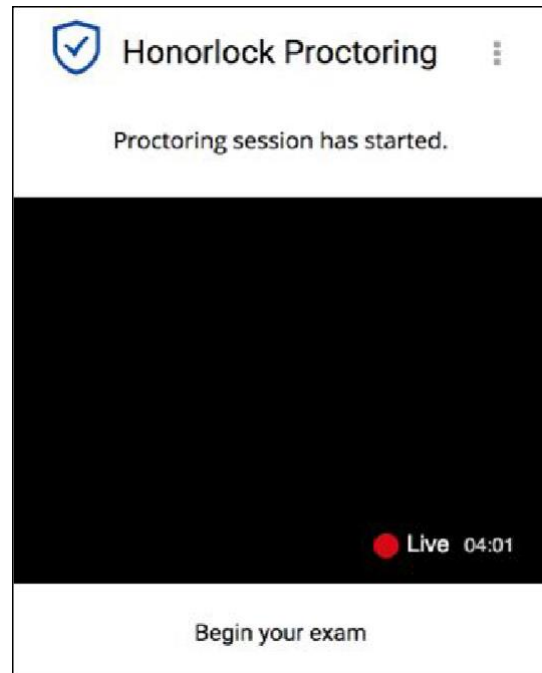 Honorlock Proctoring
Proctoring session has started.
Live 04:01
Begin your exam